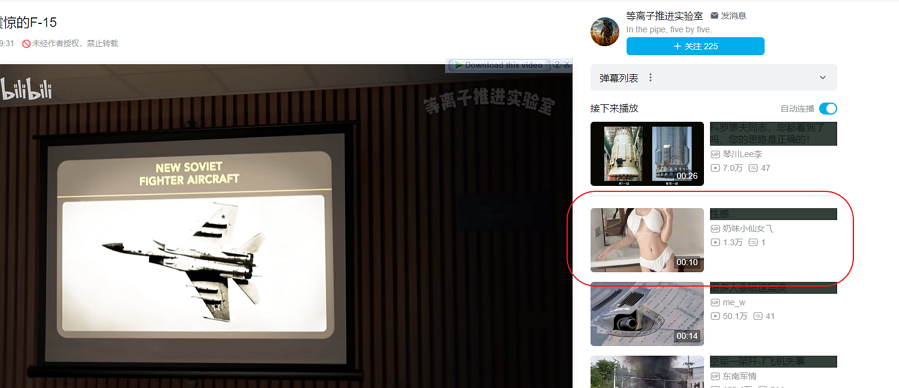 惊的F-15
9:31 未经作者授权，禁止转载
bilibili
Download this video
等离子推进实验室
NEW SOVIET
FIGHTER AIRCRAFT
等离子推进实验室 发消息
In the pipe, five by five.
+ 关注 225
弹幕列表
接下来播放 自动连播
00:26
琴川Lee李
7.0万 47
00:10
奶味小仙女飞
1.3万 1
00:14
me_w
50.1万 41
东南军情